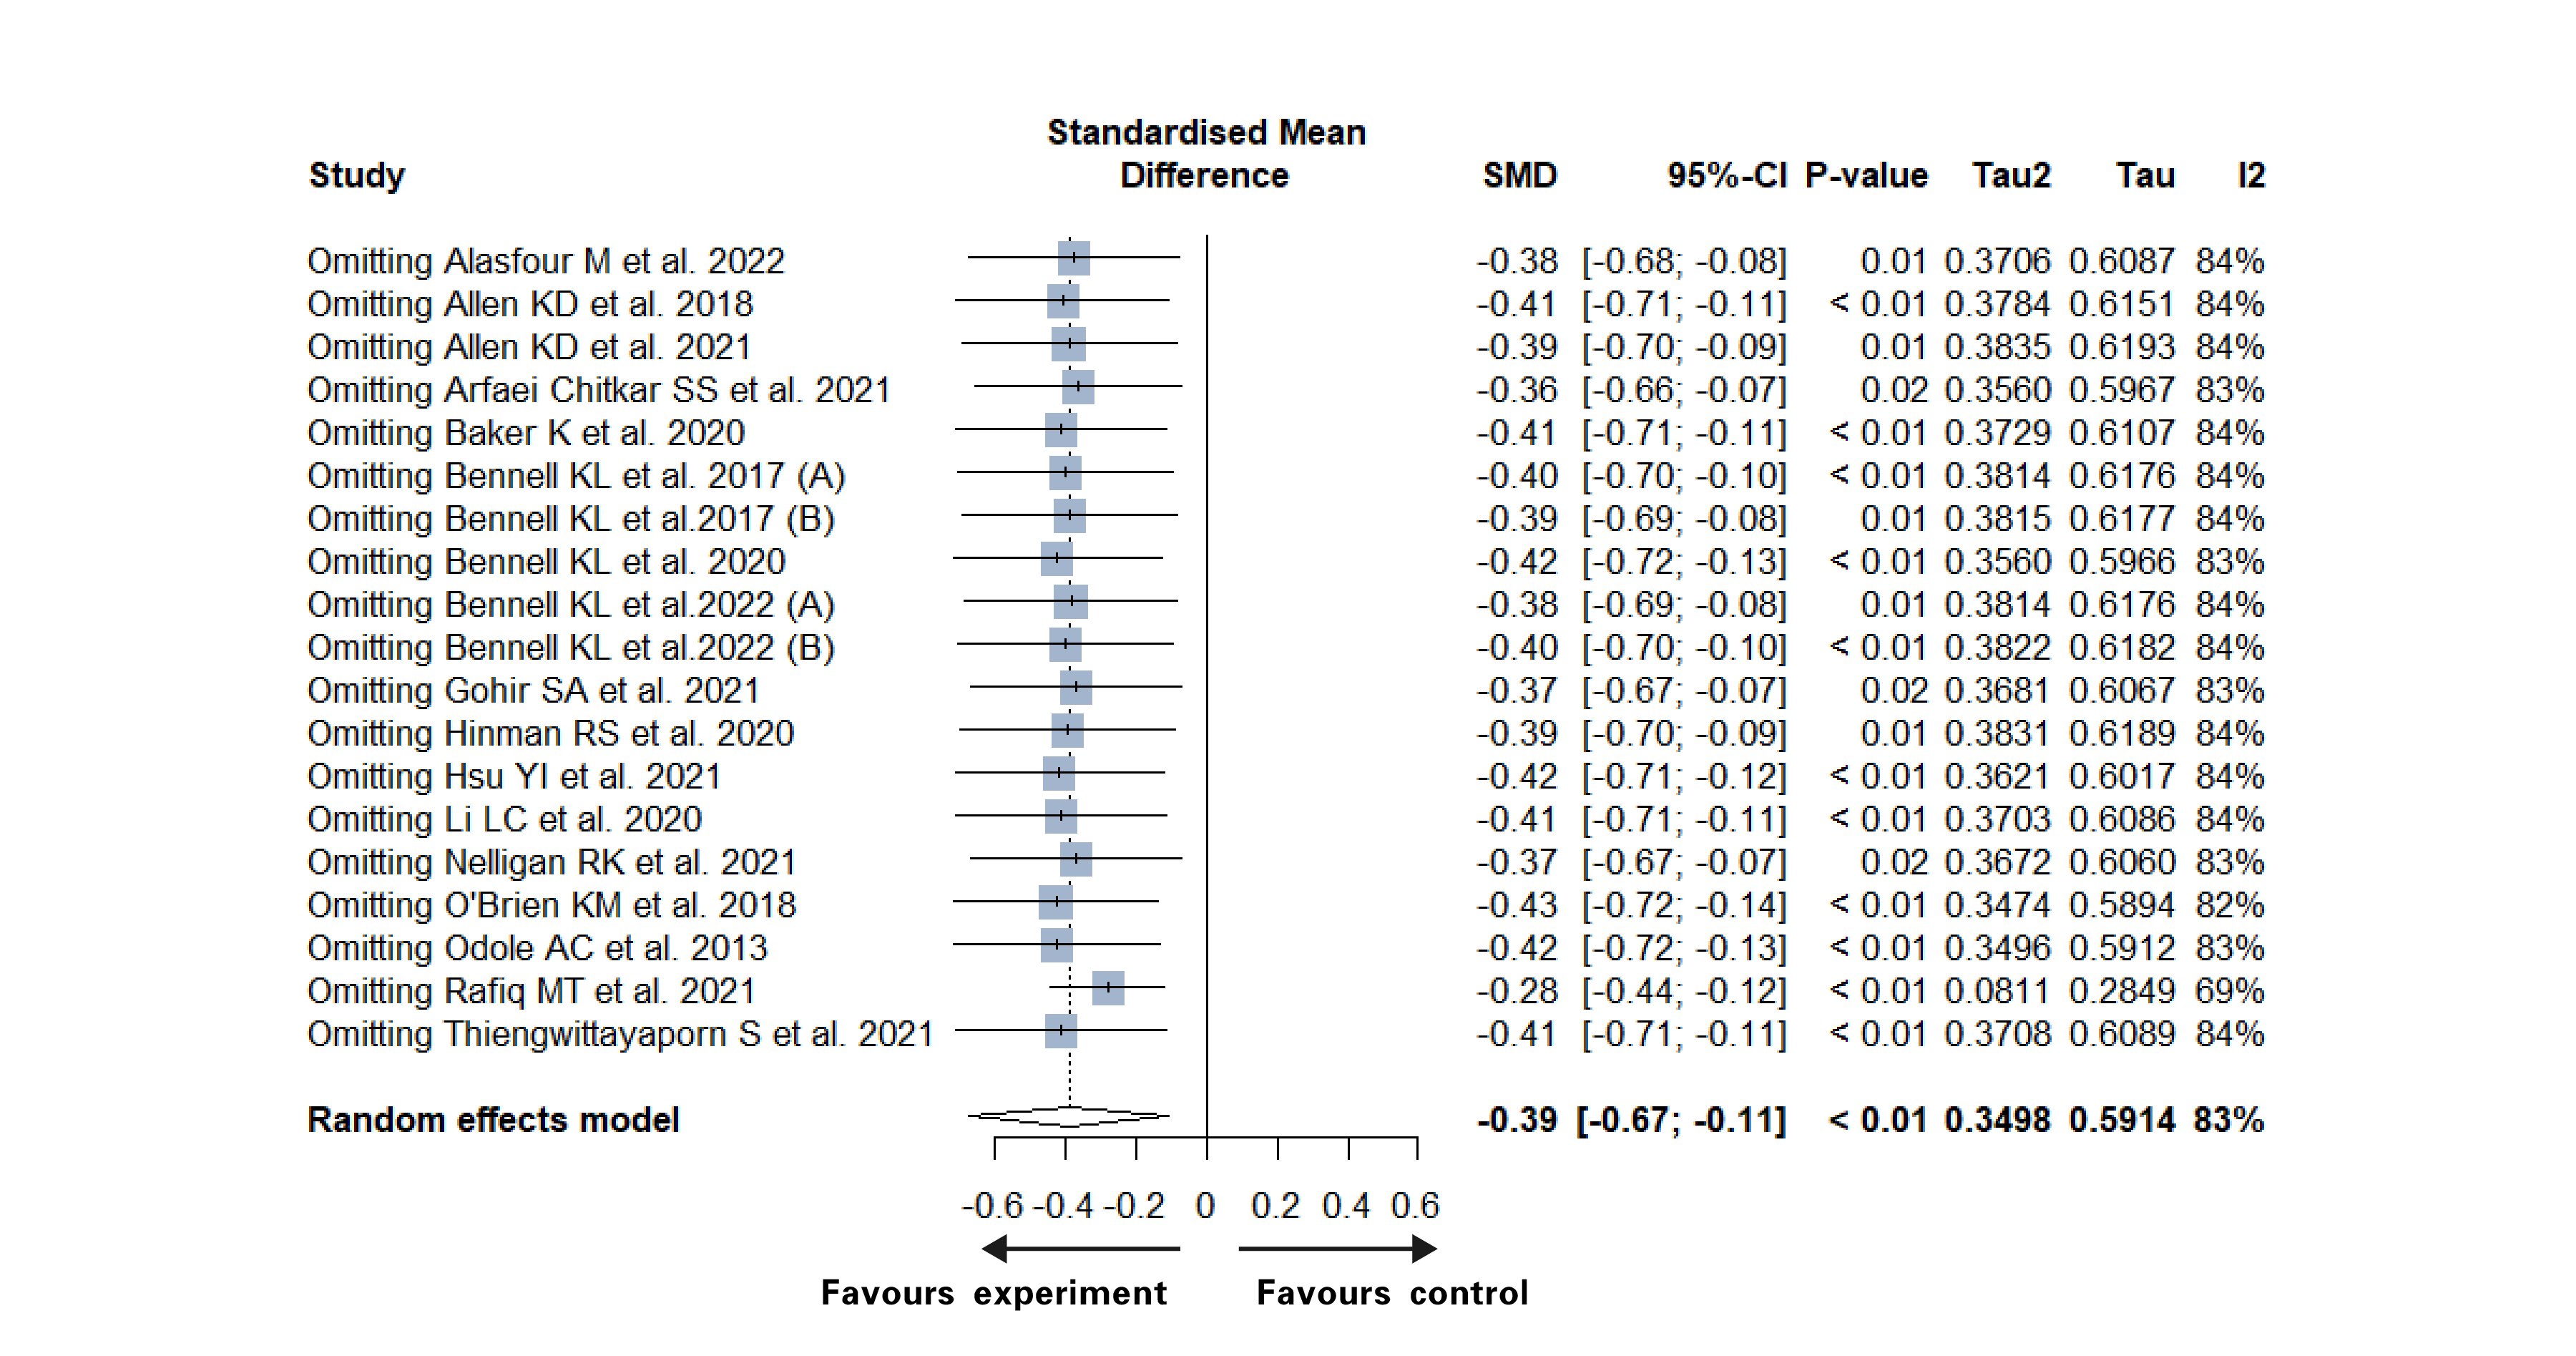 Standardised Mean
Study Difference SMD 95%-CI P-value Tau2 Tau I2
Omitting Alasfour M et al. 2022 -0.38 [-0.68; -0.08] 0.01 0.3706 0.6087 84%
Omitting Allen KD et al. 2018 -0.41 [-0.71; -0.11] < 0.01 0.3784 0.6151 84%
Omitting Allen KD et al. 2021 -0.39 [-0.70; -0.09] 0.01 0.3835 0.6193 84%
Omitting Arfaei Chitkar SS et al. 2021 -0.36 [-0.66; -0.07] 0.02 0.3560 0.5967 83%
Omitting Baker K et al. 2020 -0.41 [-0.71; -0.11] < 0.01 0.3729 0.6107 84%
Omitting Bennell KL et al. 2017 (A) -0.40 [-0.70; -0.10] < 0.01 0.3814 0.6176 84%
Omitting Bennell KL et al.2017 (B) -0.39 [-0.69; -0.08] 0.01 0.3815 0.6177 84%
Omitting Bennell KL et al. 2020 -0.42 [-0.72; -0.13] < 0.01 0.3560 0.5966 83%
Omitting Bennell KL et al.2022 (A) -0.38 [-0.69; -0.08] 0.01 0.3814 0.6176 84%
Omitting Bennell KL et al.2022 (B) -0.40 [-0.70; -0.10] < 0.01 0.3822 0.6182 84%
Omitting Gohir SA et al. 2021 -0.37 [-0.67; -0.07] 0.02 0.3681 0.6067 83%
Omitting Hinman RS et al. 2020 -0.39 [-0.70; -0.09] 0.01 0.3831 0.6189 84%
Omitting Hsu YI et al. 2021 -0.42 [-0.71; -0.12] < 0.01 0.3621 0.6017 84%
Omitting Li LC et al. 2020 -0.41 [-0.71; -0.11] < 0.01 0.3703 0.6086 84%
Omitting Nelligan RK et al. 2021 -0.37 [-0.67; -0.07] 0.02 0.3672 0.6060 83%
Omitting O'Brien KM et al. 2018 -0.43 [-0.72; -0.14] < 0.01 0.3474 0.5894 82%
Omitting Odole AC et al. 2013 -0.42 [-0.72; -0.13] < 0.01 0.3496 0.5912 83%
Omitting Rafiq MT et al. 2021 -0.28 [-0.44; -0.12] < 0.01 0.0811 0.2849 69%
Omitting Thiengwittayaporn S et al. 2021 -0.41 [-0.71; -0.11] < 0.01 0.3708 0.6089 84%
Random effects model -0.39 [-0.67; -0.11] < 0.01 0.3498 0.5914 83%
-0.6 -0.4 -0.2 0 0.2 0.4 0.6
Favours experiment Favours control